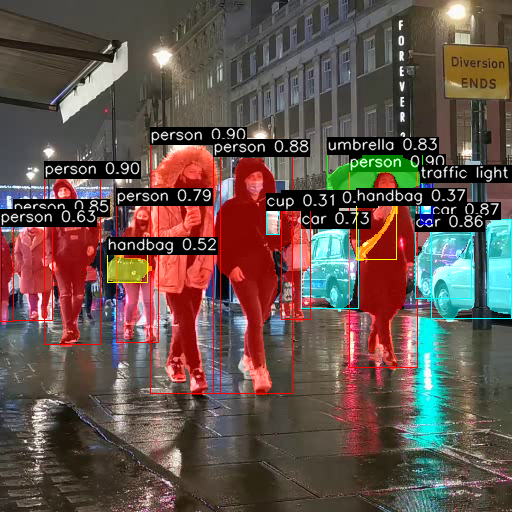 FOREVER 2
Diversion
ENDS
person 0.90
person 0.88
umbrella 0.83
person 0.90
person 0.90
traffic light
person 0.79
handbag 0.37
cup 0.31
person 0.85
car 0.87
person 0.63
car 0.73
car 0.86
handbag 0.52